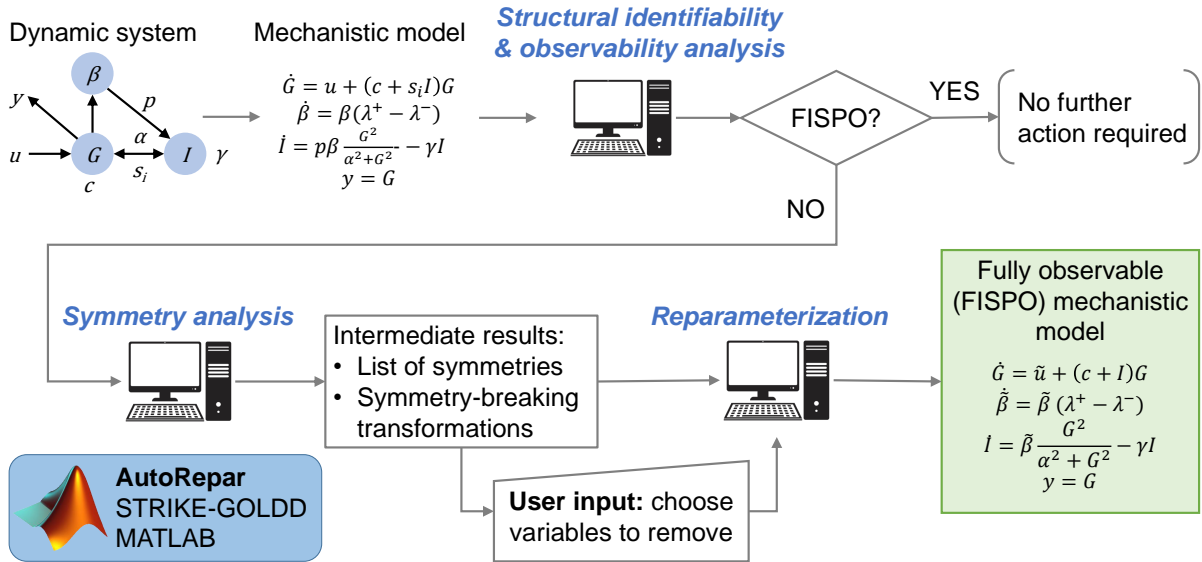 Dynamic system
β
y
p
α
u
G
I
γ
s_i
c
Mechanistic model
Ġ = u + (c + s_i I)G
β̇ = β(λ⁺ − λ⁻)
İ = pβ G²/(α²+G²) - − γI
y = G
Structural identifiability
& observability analysis
FISPO?
YES
No further
action required
NO
Symmetry analysis
Intermediate results:
• List of symmetries
• Symmetry-breaking
transformations
User input: choose
variables to remove
Reparameterization
Fully observable
(FISPO) mechanistic
model
Ġ = ũ + (c + I)G
β̃̇ = β̃ (λ⁺ − λ⁻)
İ = β̃ G²/(α² + G²) − γI
y = G
AutoRepar
STRIKE-GOLDD
MATLAB